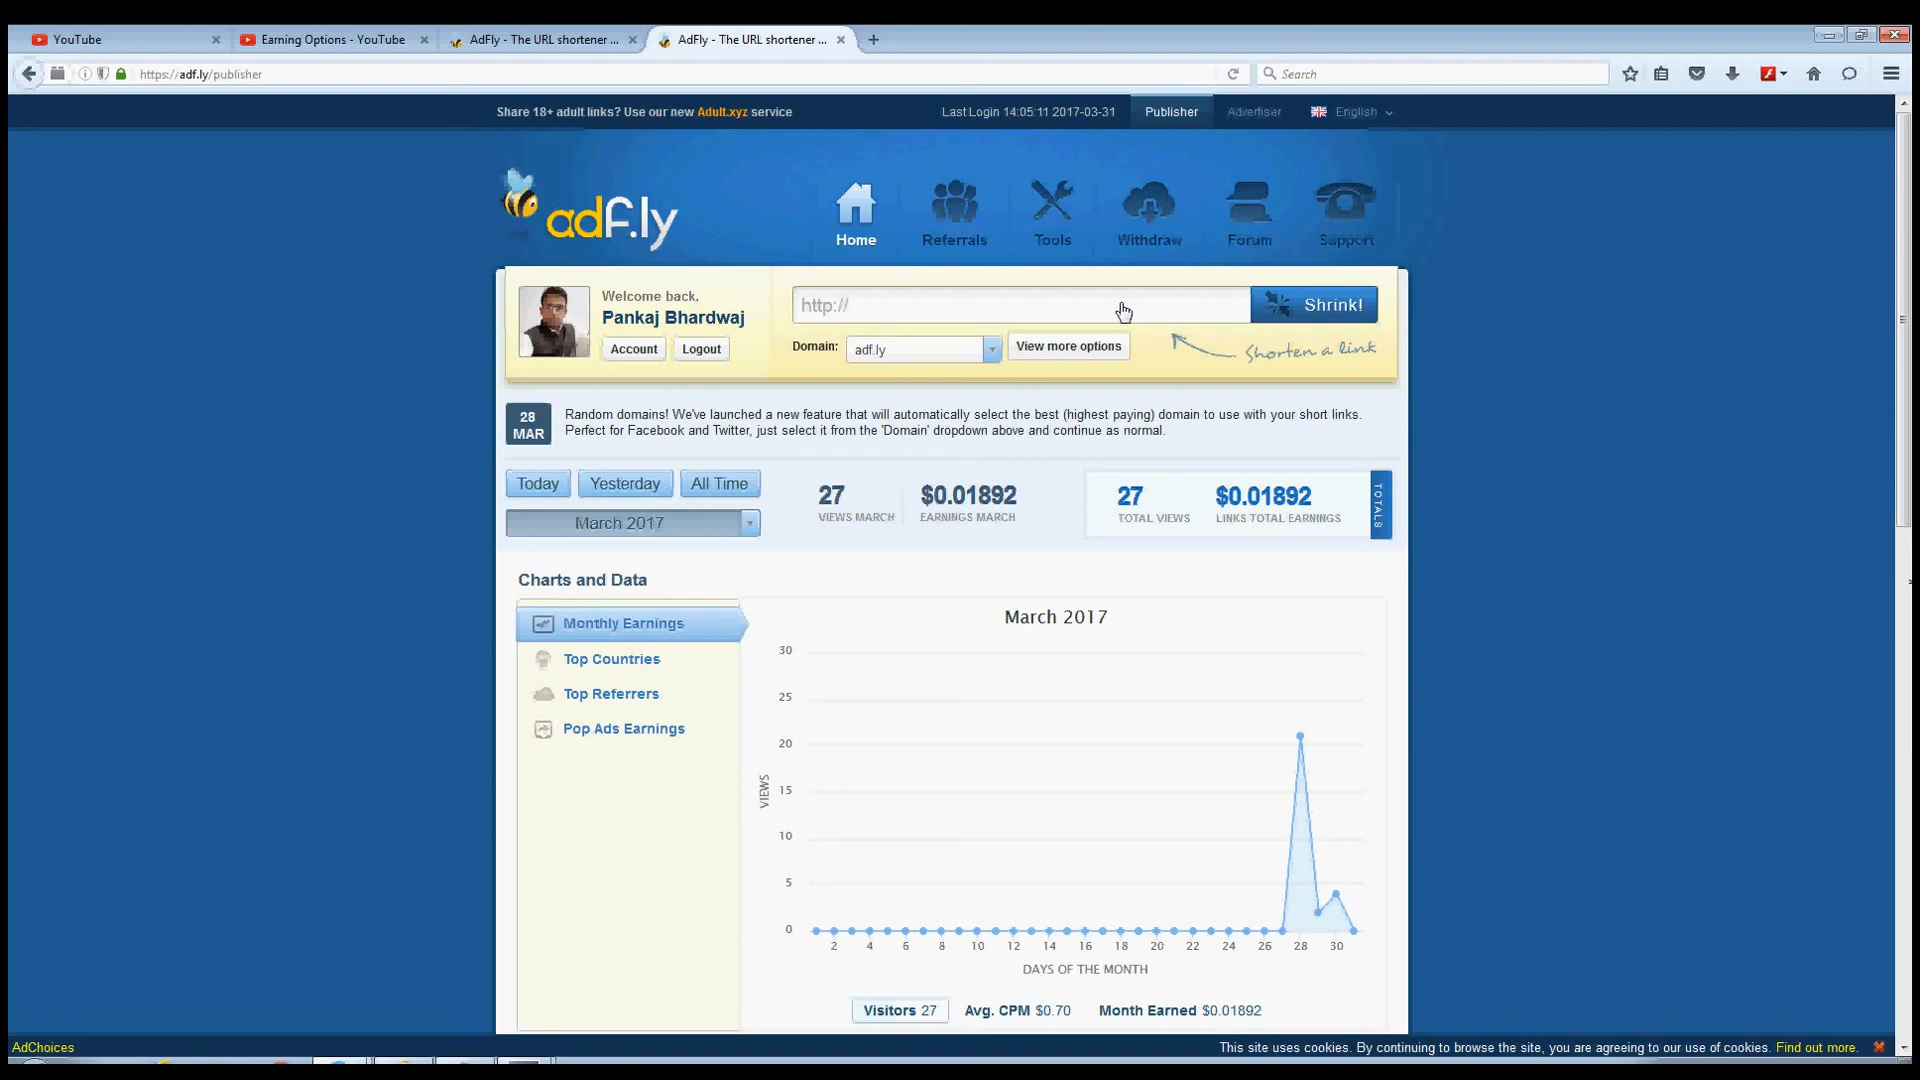 YouTube
Earning Options - YouTube
AdFly - The URL shortener ...
AdFly - The URL shortener ...
https://adf.ly/publisher
Search
Share 18+ adult links? Use our new Adult.xyz service
Last Login 14:05:11 2017-03-31
Publisher
Advertiser
English
adf.ly
Home
Referrals
Tools
Withdraw
Forum
Support
Welcome back,
Pankaj Bhardwaj
Account
Logout
http://
Shrink!
Domain:
adf.ly
View more options
Shorten a link
28
MAR
Random domains! We've launched a new feature that will automatically select the best (highest paying) domain to use with your short links.
Perfect for Facebook and Twitter, just select it from the 'Domain' dropdown above and continue as normal.
Today
Yesterday
All Time
March 2017
27
VIEWS MARCH
$0.01892
EARNINGS MARCH
27
TOTAL VIEWS
$0.01892
LINKS TOTAL EARNINGS
TOTALS
Charts and Data
Monthly Earnings
Top Countries
Top Referrers
Pop Ads Earnings
March 2017
30
25
20
15
10
5
0
VIEWS
2 4 6 8 10 12 14 16 18 20 22 24 26 28 30
DAYS OF THE MONTH
Visitors 27
Avg. CPM $0.70
Month Earned $0.01892
AdChoices
This site uses cookies. By continuing to browse the site, you are agreeing to our use of cookies. Find out more.